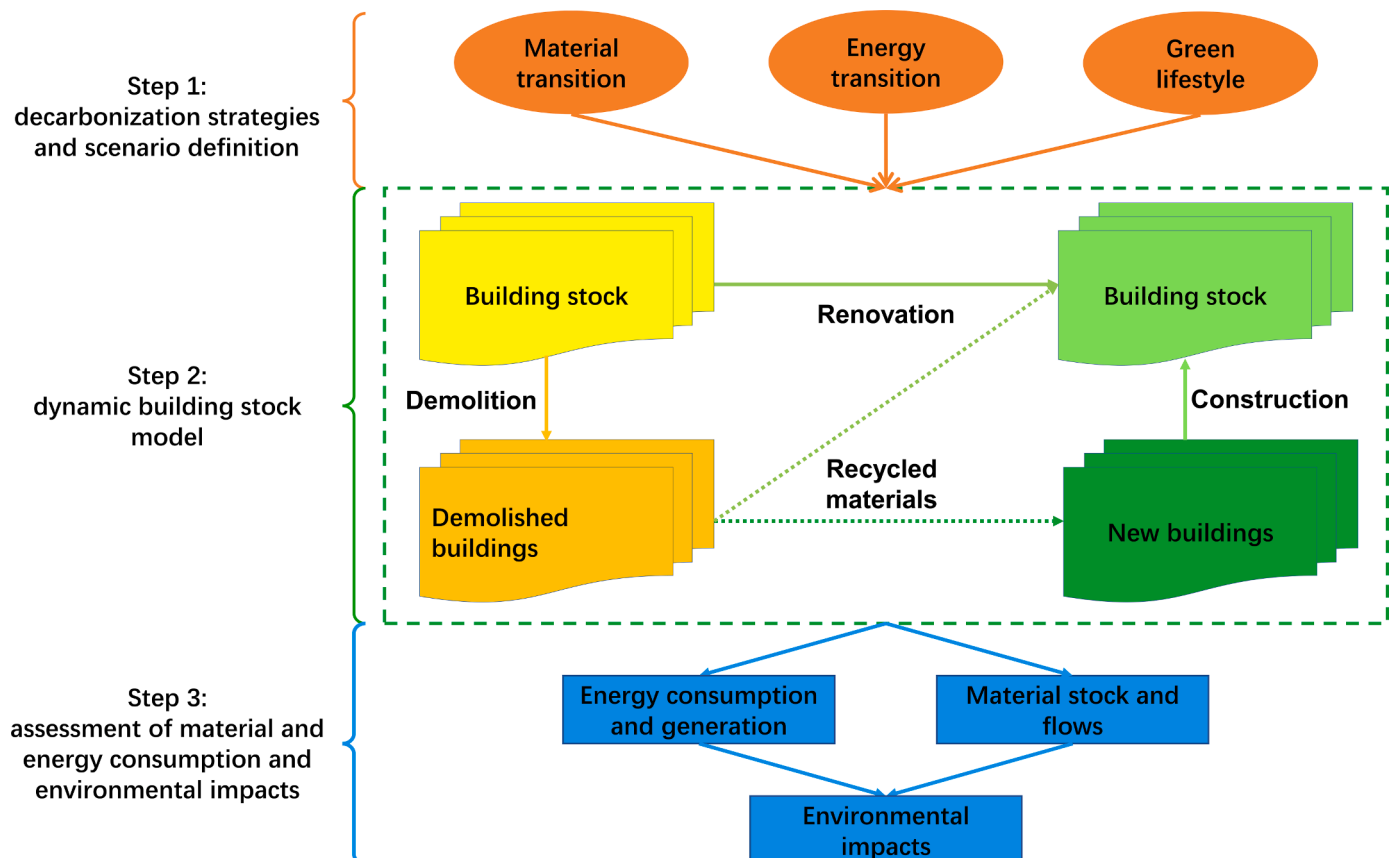 Material
transition
Energy
transition
Green
lifestyle
Step 1:
decarbonization strategies
and scenario definition
Building stock
Building stock
Renovation
Step 2:
dynamic building stock
model
Demolition
Construction
Recycled
materials
Demolished
buildings
New buildings
Step 3:
assessment of material and
energy consumption and
environmental impacts
Energy consumption
and generation
Material stock and
flows
Environmental
impacts